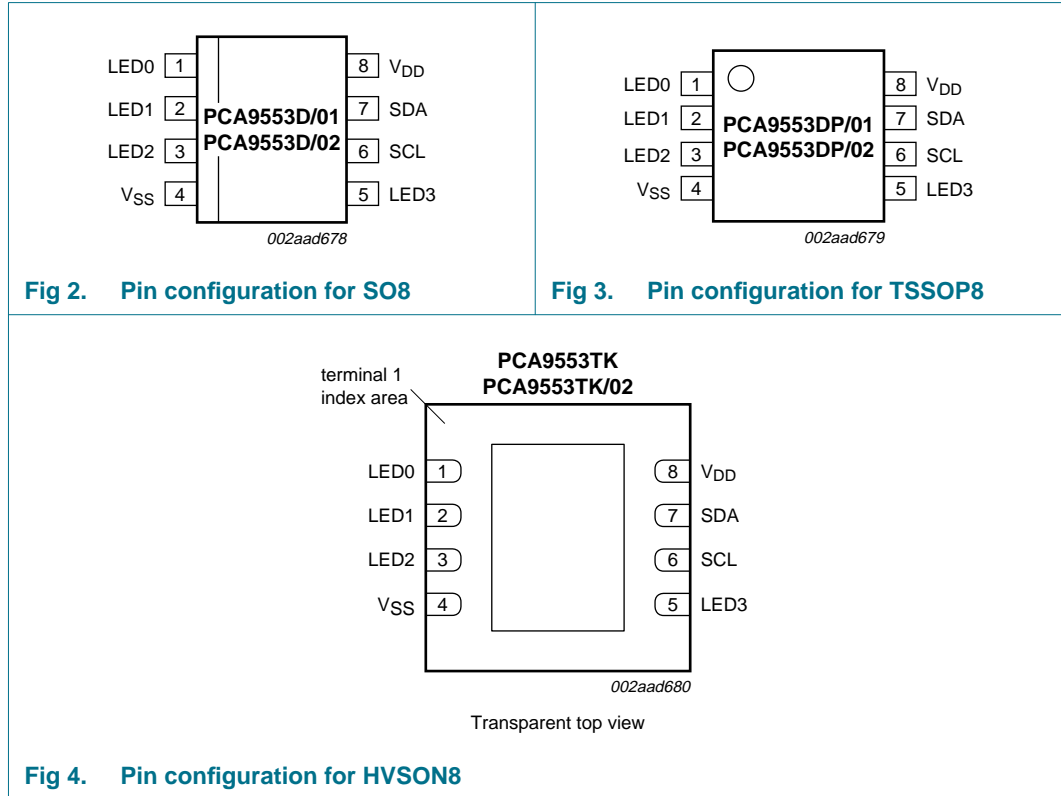 LED0 1 8 VDD
LED1 2 PCA9553D/01 7 SDA
LED2 3 PCA9553D/02 6 SCL
VSS 4 5 LED3
002aad678
Fig 2. Pin configuration for SO8
LED0 1 8 VDD
LED1 2 PCA9553DP/01 7 SDA
LED2 3 PCA9553DP/02 6 SCL
VSS 4 5 LED3
002aad679
Fig 3. Pin configuration for TSSOP8
PCA9553TK
PCA9553TK/02
terminal 1
index area
LED0 1 8 VDD
LED1 2 7 SDA
LED2 3 6 SCL
VSS 4 5 LED3
002aad680
Transparent top view
Fig 4. Pin configuration for HVSON8